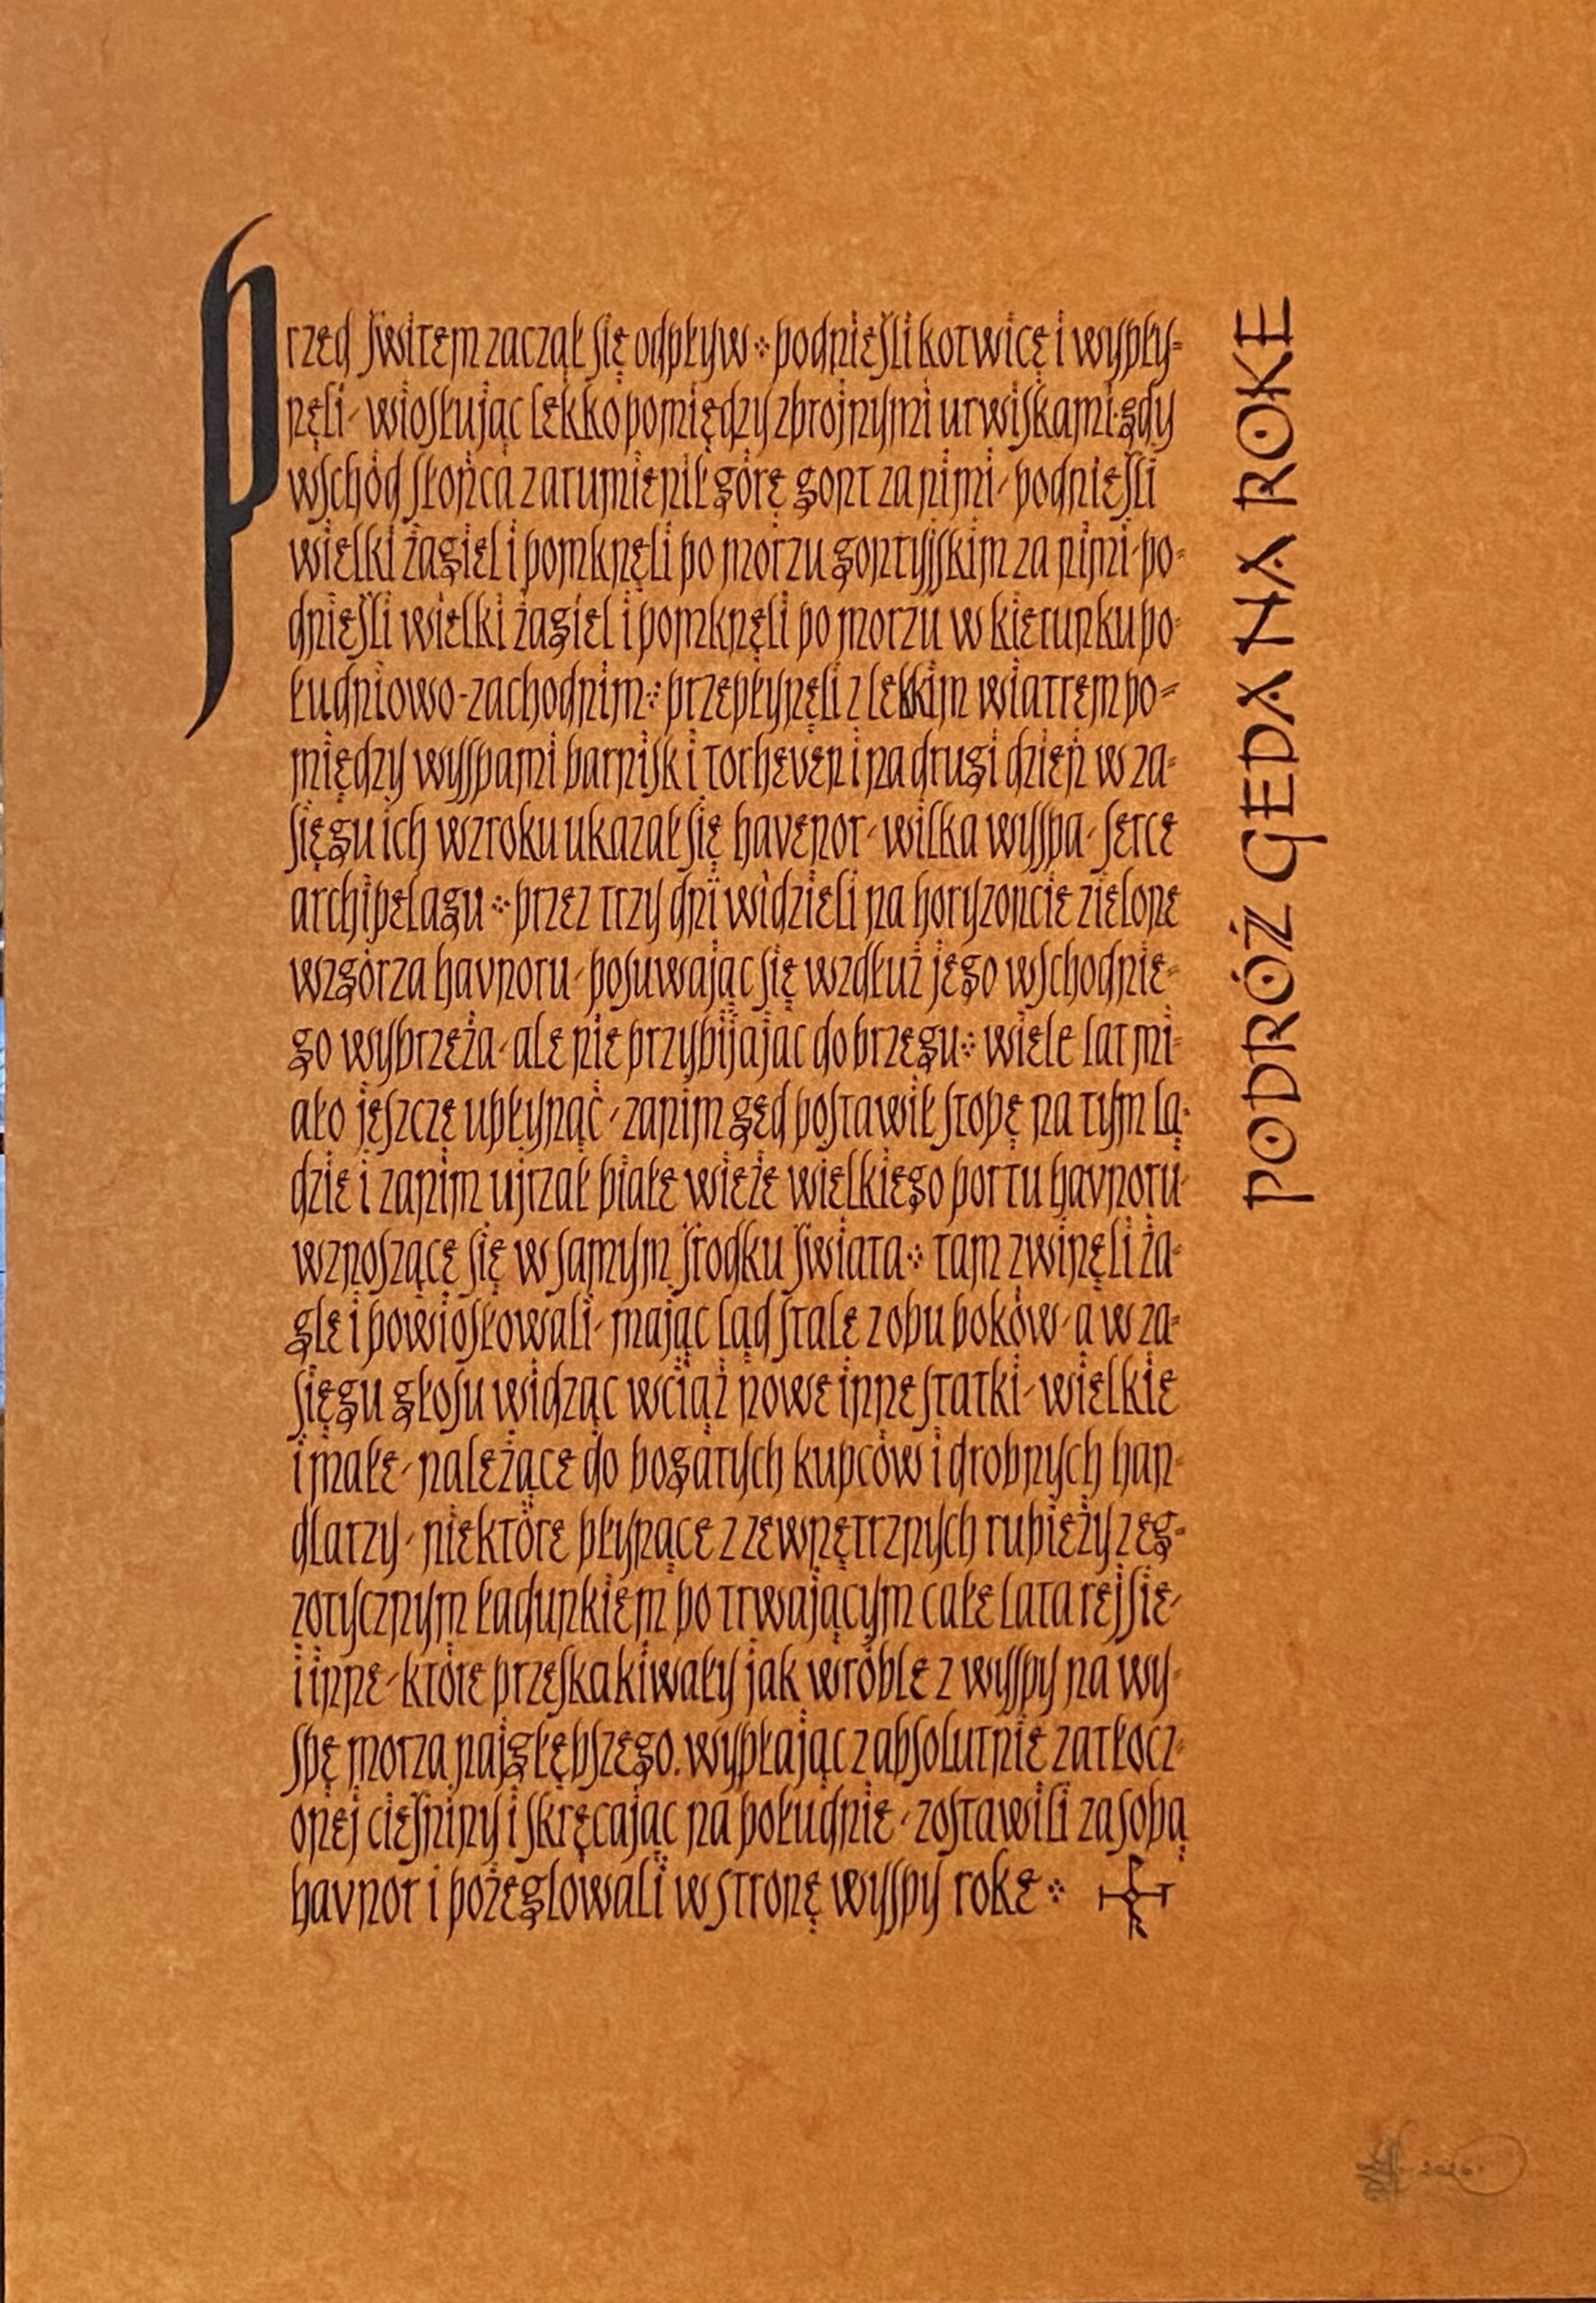 Przed świtem zaczął się odpływ ⁘ podnieśli kotwicę i wypły=
nęli - wiosłując lekko pomiędzy zbrojnymi urwiskami·gdy
wschód słońca zarumienił górę gont za nimi - podnieśli
wielki żagiel i pomknęli po morzu gontyjskim za nimi - po=
dnieśli wielki żagiel i pomknęli po morzu w kierunku po-
łudniowo-zachodnim ⁘ przepłynęli z lekkim wiatrem po=
między wyspami barnisk i torheven i na drugi dzień w za=
sięgu ich wzroku ukazał się havenor - wilka wyspa - serce
archipelagu ⁘ przez trzy dni widzieli na horyzoncie zielone
wzgórza havnoru - posuwając się wzdłuż jego wschodnie=
go wybrzeża - ale nie przybijając do brzegu ⁘ wiele lat mi=
ało jeszcze upłynąć - zanim ged postawił stopę na tym lą-
dzie i zanim ujrzał białe wieże wielkiego portu havnoru
wznoszące się w samym środku świata ⁘ tam zwinęli ża=
gle i powiosłowali - mając ląd stale z obu boków - a w za=
sięgu głosu widząc wciąż nowe inne statki - wielkie
i małe - należące do bogatych kupców i drobnych han-
dlarzy - niektóre płynące z zewnętrznych rubieży z eg=
zotycznym ładunkiem po trwającym całe lata rejsie -
i inne - które przeskakiwały jak wróble z wyspy na wy-
spę morza najgłębszego. wypłając z absolutnie zatłocz-
onej cieśniny i skręcając na południe - zostawili za sobą
havnor i pożeglowali w stronę wyspy roke ⁘
PODRÓŻ GEDA NA ROKE